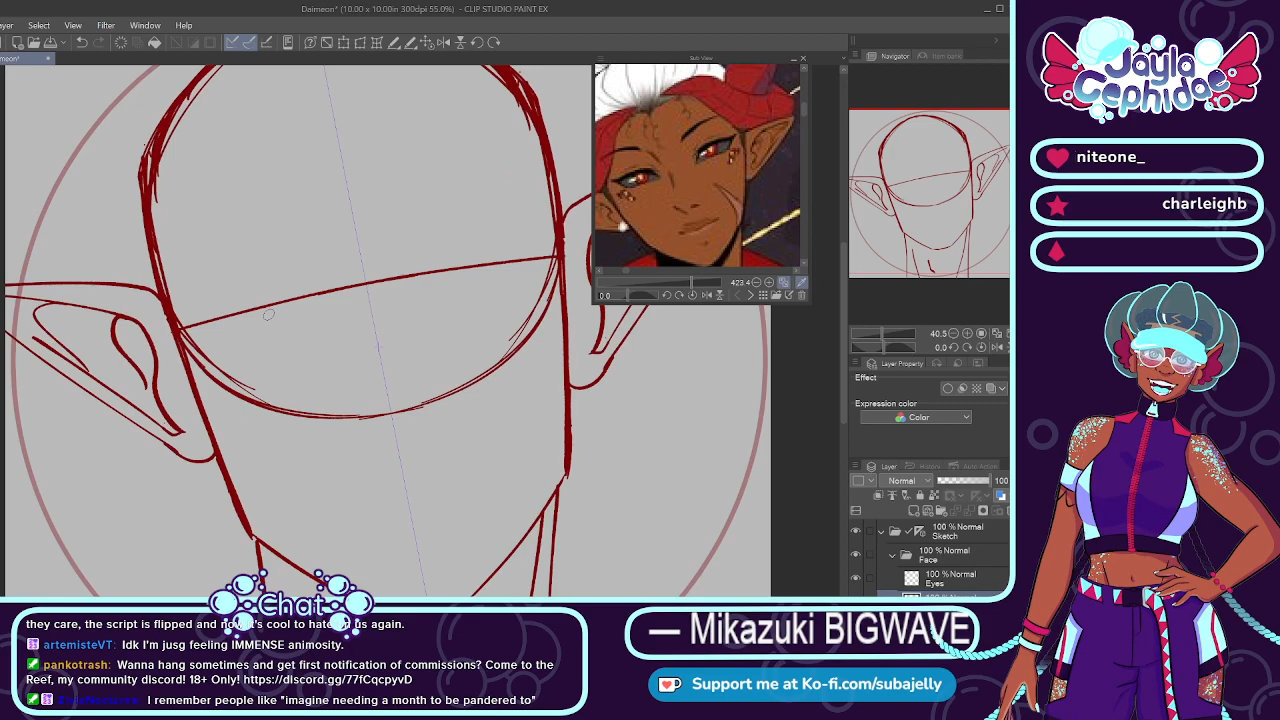 Daimeon* (10.00 x 10.00in 300dpi 55.0%) - CLIP STUDIO PAINT EX
Select View Filter Window Help
Sub View
Navigator
423.4
0.0
40.5
0.0
Layer Property
Effect
Expression color
Color
Layer
Auto Action
Normal
100
100 % Normal
Sketch
100 % Normal
Face
100 % Normal
Eyes
Jayla
Cephidae
niteone_
charleighb
Chat
they care, the script is flipped and now it's cool to hate on us again.
artemisteVT: Idk I'm jusg feeling IMMENSE animosity.
pankotrash: Wanna hang sometimes and get first notification of commissions? Come to the
Reef, my community discord! 18+ Only! https://discord.gg/77fCqcpyvD
I remember people like "imagine needing a month to be pandered to"
— Mikazuki BIGWAVE
Support me at Ko-fi.com/subajelly